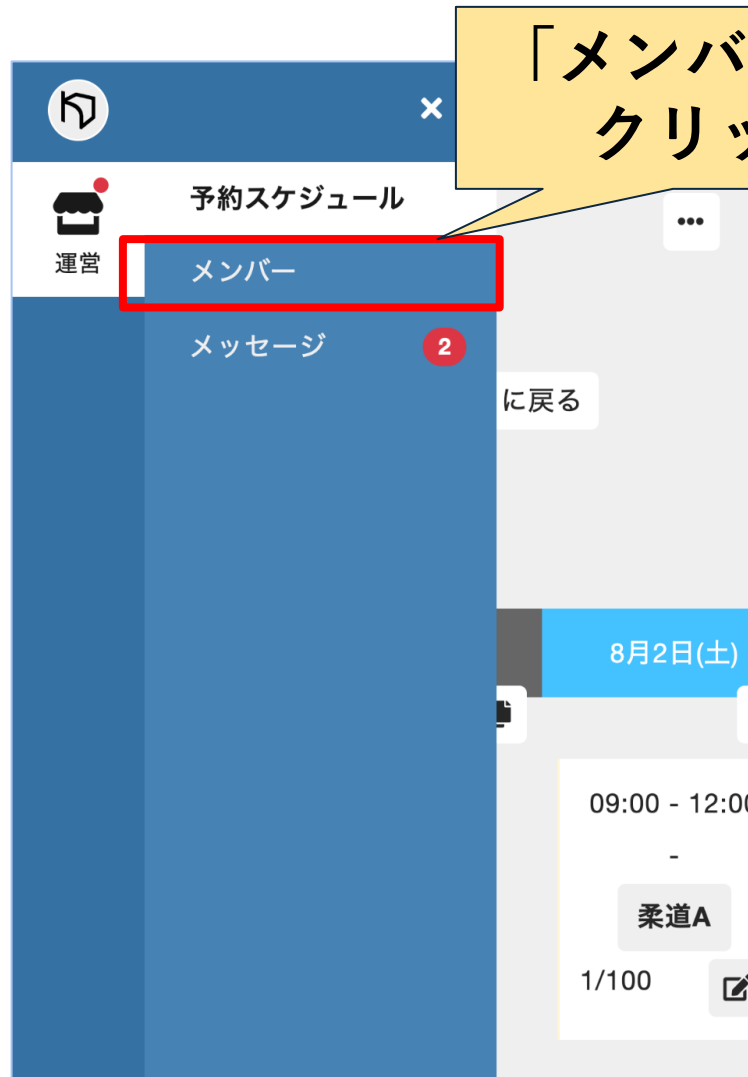 「メンバ
クリッ
予約スケジュール
運営
メンバー
メッセージ 2
に戻る
8月2日(土)
09:00 - 12:00
-
柔道A
1/100